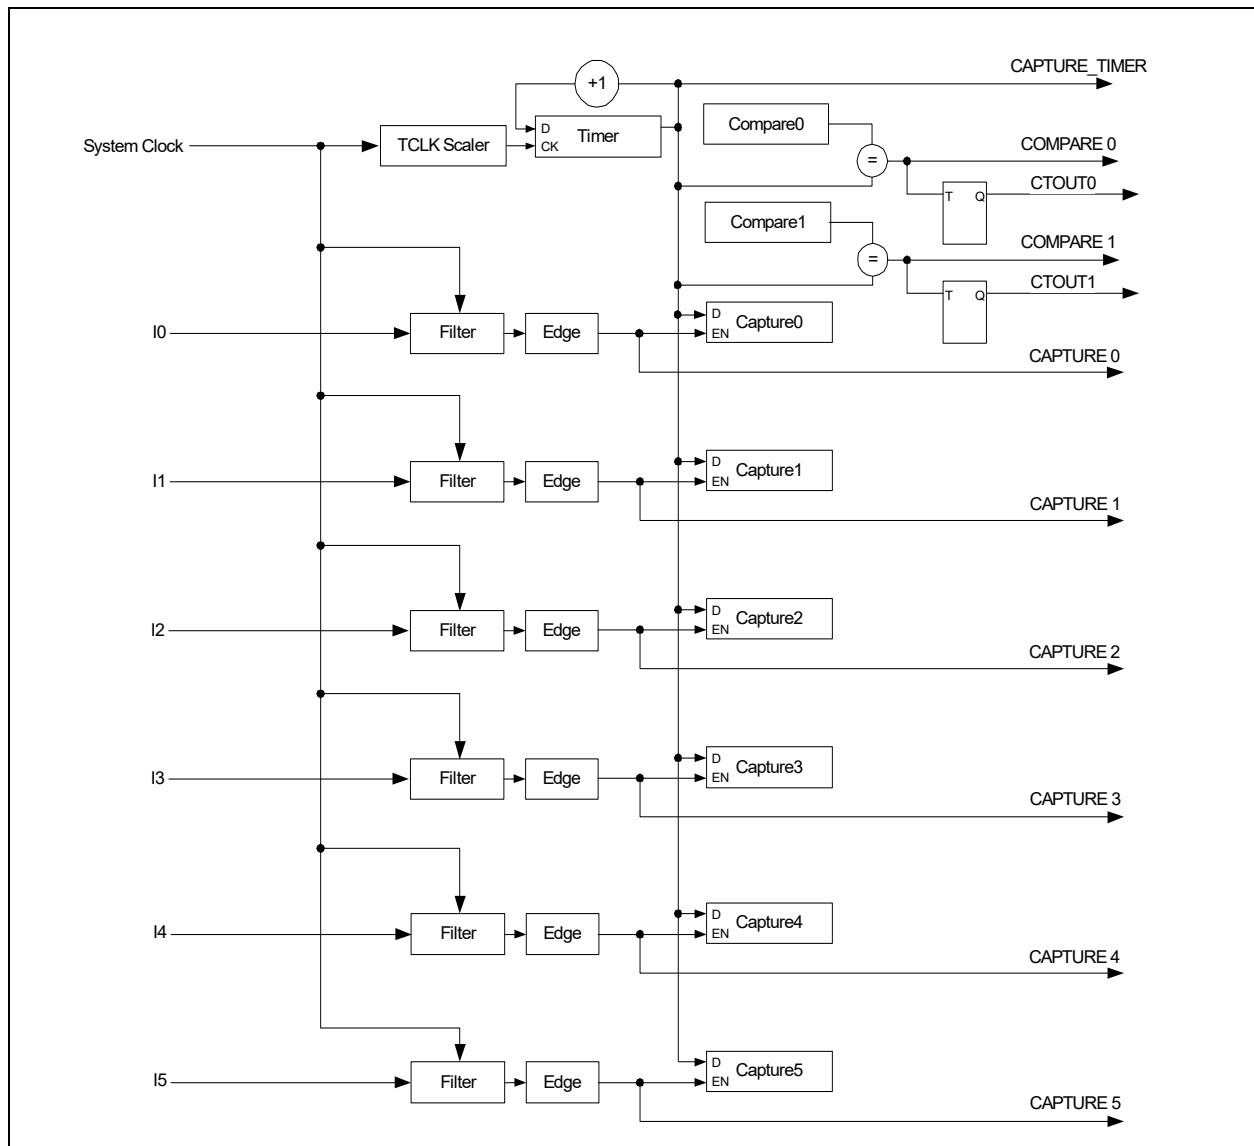 +1
CAPTURE_TIMER
D
CK
Timer
Compare0
System Clock
TCLK Scaler
=
COMPARE 0
T
Q
CTOUT0
Compare1
=
COMPARE 1
T
Q
CTOUT1
I0
Filter
Edge
D
EN
Capture0
CAPTURE 0
I1
Filter
Edge
D
EN
Capture1
CAPTURE 1
I2
Filter
Edge
D
EN
Capture2
CAPTURE 2
I3
Filter
Edge
D
EN
Capture3
CAPTURE 3
I4
Filter
Edge
D
EN
Capture4
CAPTURE 4
I5
Filter
Edge
D
EN
Capture5
CAPTURE 5